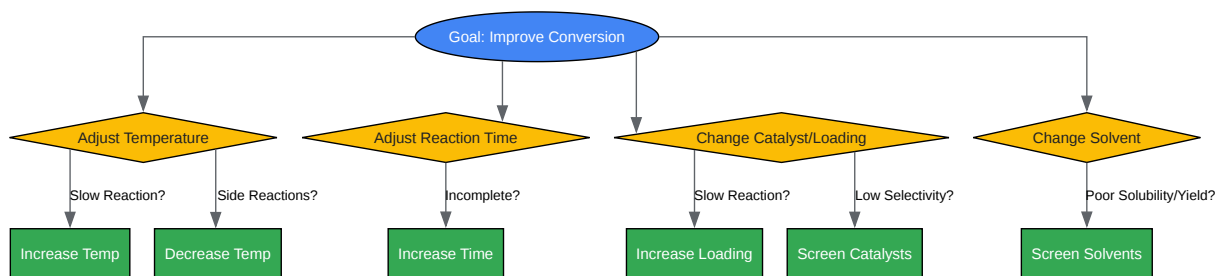 Goal: Improve Conversion
Adjust Temperature
Adjust Reaction Time
Change Catalyst/Loading
Change Solvent
Slow Reaction?
Side Reactions?
Incomplete?
Slow Reaction?
Low Selectivity?
Poor Solubility/Yield?
Increase Temp
Decrease Temp
Increase Time
Increase Loading
Screen Catalysts
Screen Solvents